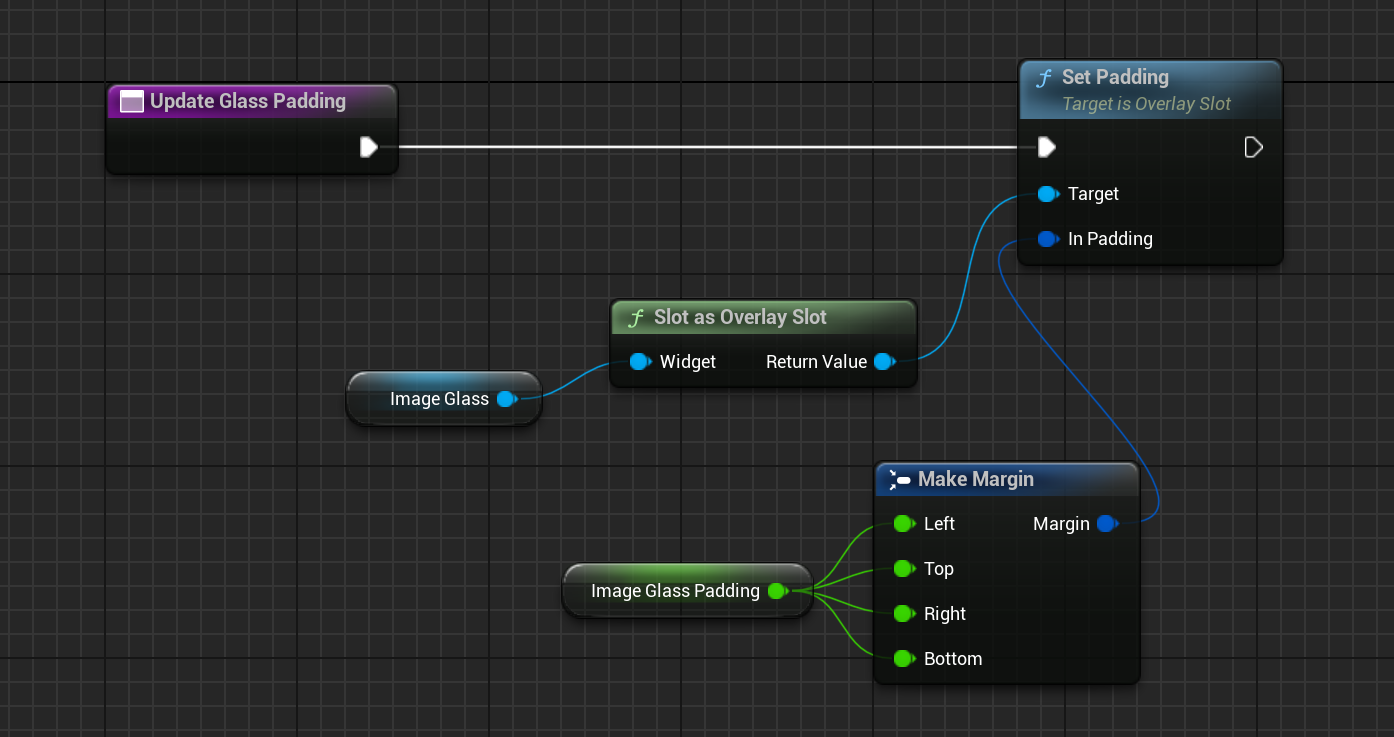 Update Glass Padding
Set Padding
Target is Overlay Slot
Target
In Padding
Slot as Overlay Slot
Widget Return Value
Image Glass
Make Margin
Left Margin
Top
Image Glass Padding
Right
Bottom